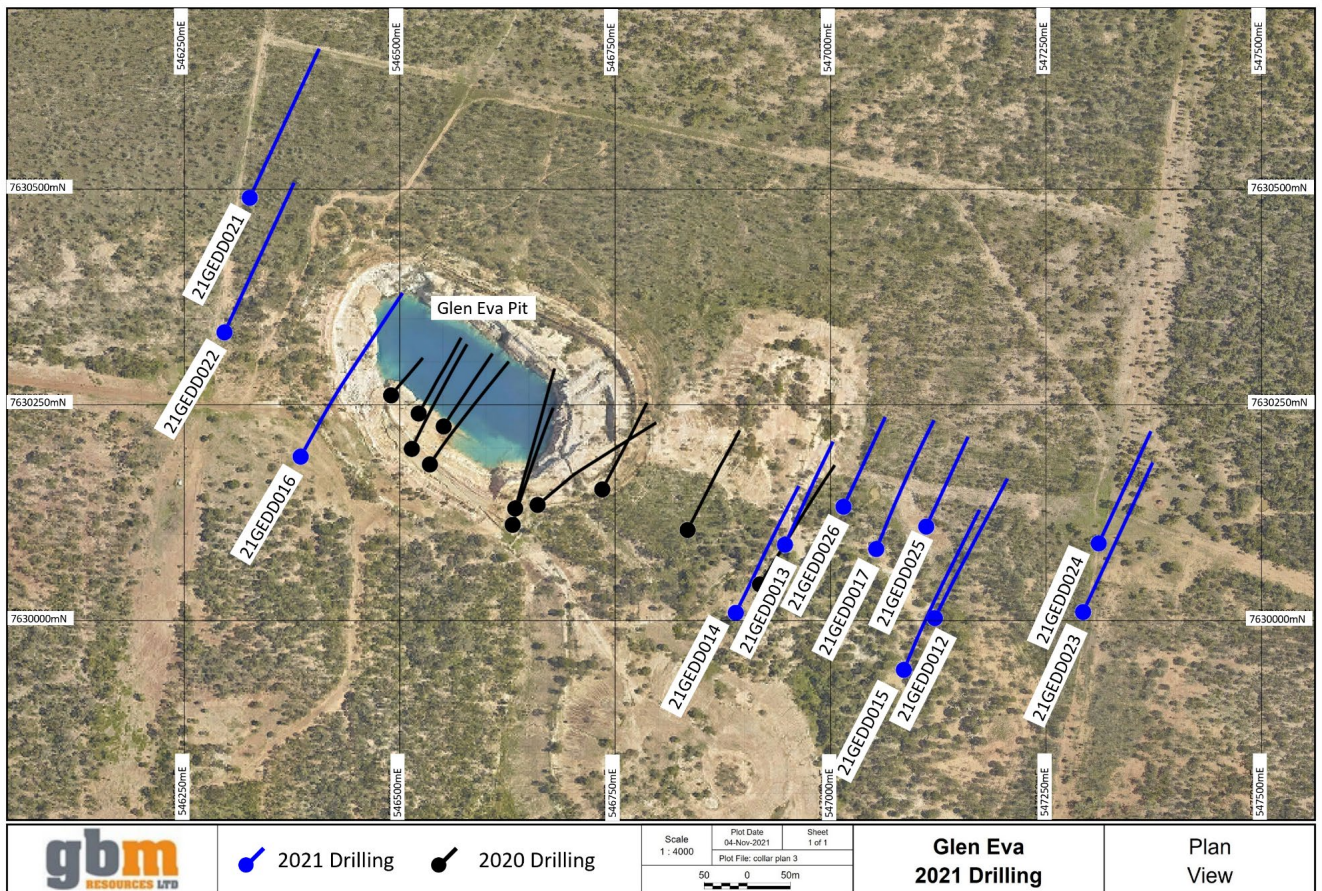 546250mE
546500mE
546750mE
547000mE
547250mE
547500mE
7630500mN
7630500mN
21GEDD021
Glen Eva Pit
21GEDD022
7630250mN
7630250mN
21GEDD016
21GEDD026
21GEDD013
21GEDD025
21GEDD017
21GEDD024
7630000mN
7630000mN
21GEDD014
21GEDD012
21GEDD023
21GEDD015
546250mE
546500mE
546750mE
547000mE
547250mE
547500mE
gbm
RESOURCES LTD
2021 Drilling
2020 Drilling
Scale
1 : 4000
Plot Date
04-Nov-2021
Sheet
1 of 1
Plot File: collar plan 3
50 0 50m
Glen Eva
2021 Drilling
Plan
View